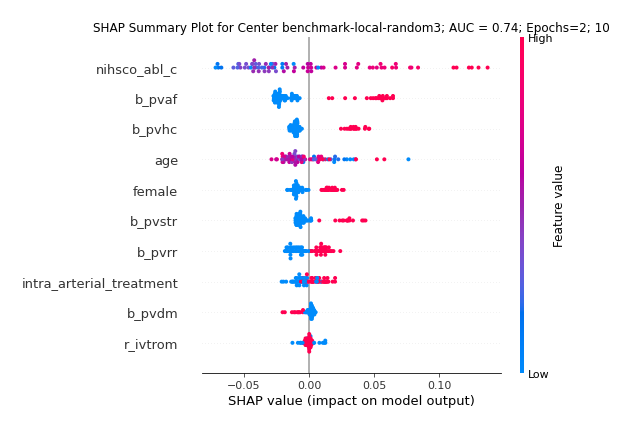 SHAP Summary Plot for Center benchmark-local-random3; AUC = 0.74; Epochs=2; 10
High
nihsco_abl_c
b_pvaf
b_pvhc
age
female
b_pvstr
b_pvrr
intra_arterial_treatment
b_pvdm
r_ivtrom
Feature value
Low
−0.05 0.00 0.05 0.10
SHAP value (impact on model output)